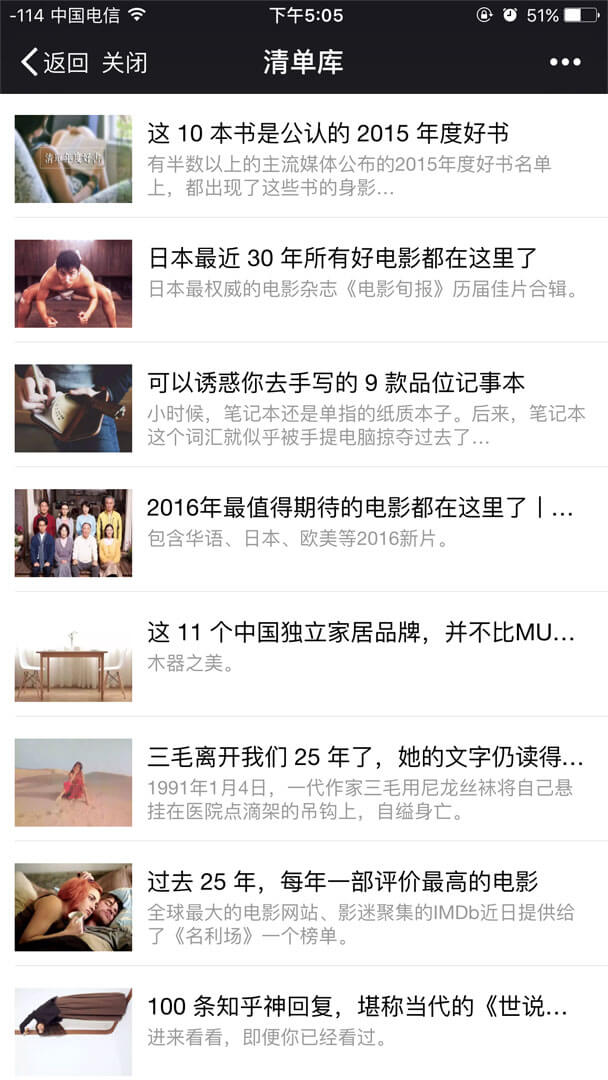 -114 中国电信 下午5:05 51%
返回 关闭 清单库
清单年度好书
这 10 本书是公认的 2015 年度好书
有半数以上的主流媒体公布的2015年度好书名单
上，都出现了这些书的身影…
日本最近 30 年所有好电影都在这里了
日本最权威的电影杂志《电影旬报》历届佳片合辑。
可以诱惑你去手写的 9 款品位记事本
小时候，笔记本还是单指的纸质本子。后来，笔记本
这个词汇就似乎被手提电脑掠夺过去了…
2016年最值得期待的电影都在这里了丨…
包含华语、日本、欧美等2016新片。
这 11 个中国独立家居品牌，并不比MU…
木器之美。
三毛离开我们 25 年了，她的文字仍读得…
1991年1月4日，一代作家三毛用尼龙丝袜将自己悬
挂在医院点滴架的吊钩上，自缢身亡。
过去 25 年，每年一部评价最高的电影
全球最大的电影网站、影迷聚集的IMDb近日提供给
了《名利场》一个榜单。
100 条知乎神回复，堪称当代的《世说…
进来看看，即便你已经看过。